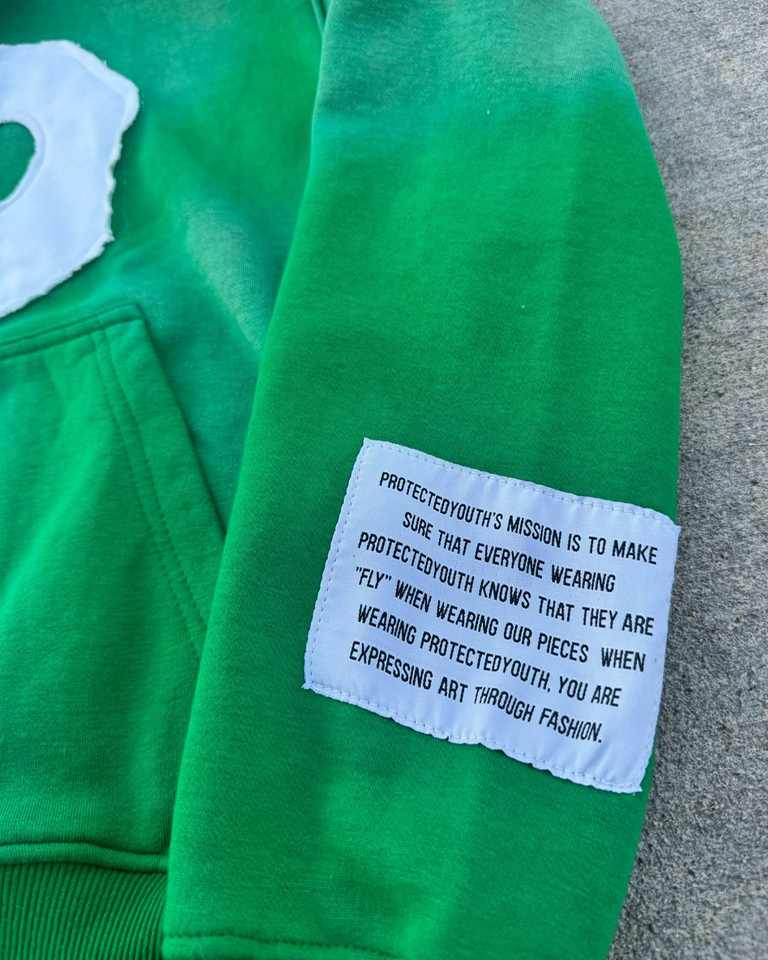 PROTECTEDYOUTH'S MISSION IS TO MAKE
SURE THAT EVERYONE WEARING
PROTECTEDYOUTH KNOWS THAT THEY ARE
"FLY" WHEN WEARING OUR PIECES WHEN
WEARING PROTECTEDYOUTH, YOU ARE
EXPRESSING ART THROUGH FASHION.